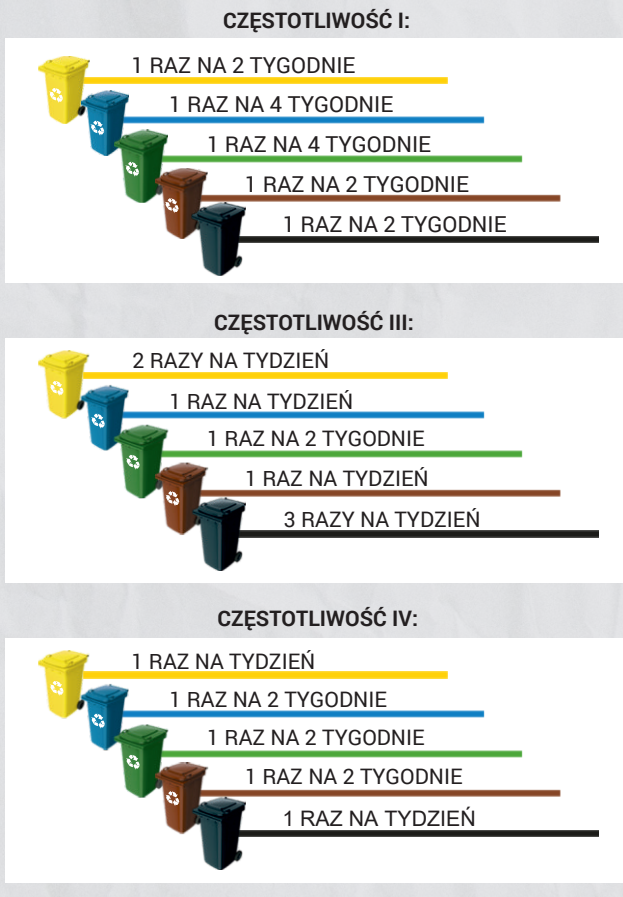 CZĘSTOTLIWOŚĆ I:
1 RAZ NA 2 TYGODNIE
1 RAZ NA 4 TYGODNIE
1 RAZ NA 4 TYGODNIE
1 RAZ NA 2 TYGODNIE
1 RAZ NA 2 TYGODNIE
CZĘSTOTLIWOŚĆ III:
2 RAZY NA TYDZIEŃ
1 RAZ NA TYDZIEŃ
1 RAZ NA 2 TYGODNIE
1 RAZ NA TYDZIEŃ
3 RAZY NA TYDZIEŃ
CZĘSTOTLIWOŚĆ IV:
1 RAZ NA TYDZIEŃ
1 RAZ NA 2 TYGODNIE
1 RAZ NA 2 TYGODNIE
1 RAZ NA 2 TYGODNIE
1 RAZ NA TYDZIEŃ